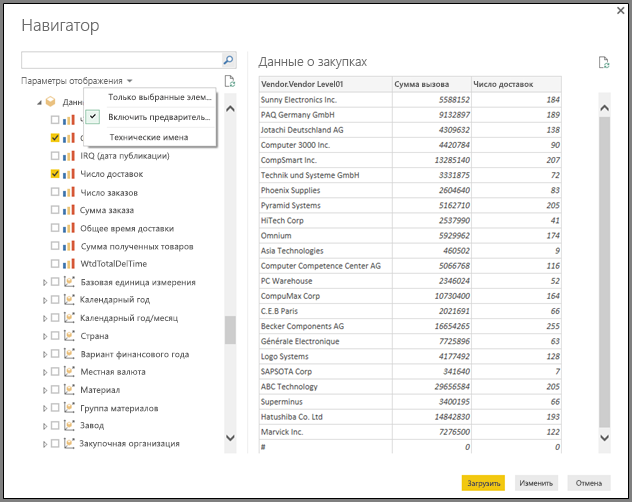 Навигатор
Параметры отображения
Только выбранные элем...
Включить предваритель...
Технические имена
IRQ (дата публикации)
Число доставок
Число заказов
Сумма заказа
Общее время доставки
Сумма полученных товаров
WtdTotalDelTime
Базовая единица измерения
Календарный год
Календарный год/месяц
Страна
Вариант финансового года
Местная валюта
Материал
Группа материалов
Завод
Закупочная организация
Данные о закупках
Vendor.Vendor Level01 Сумма вызова Число доставок
Sunny Electronics Inc. 5588152 184
PAQ Germany GmbH 9132897 189
Jotachi Deutschland AG 4309632 138
Computer 3000 Inc. 4420784 90
CompSmart Inc. 13285140 207
Technik und Systeme GmbH 3331875 72
Phoenix Supplies 2604640 83
Pyramid Systems 5162710 205
HiTech Corp 2537990 41
Omnium 5929962 174
Asia Technologies 460502 9
Computer Competence Center AG 5066768 116
PC Warehouse 2346024 52
CompuMax Corp 10730400 164
C.E.B Paris 2021691 66
Becker Components AG 16654265 255
Générale Electronique 7725896 63
Logo Systems 4177492 128
SAPSOTA Corp 341640 7
ABC Technology 29656584 205
Superminus 3400195 66
Hatushiba Co. Ltd 14842830 193
Marvick Inc. 7276500 122
# 0 0
Загрузить Изменить Отмена